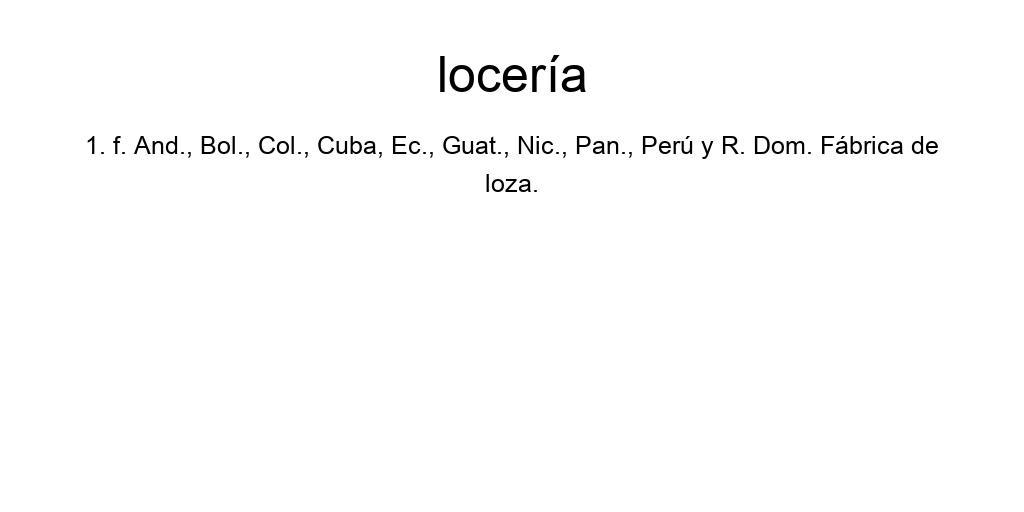 locería
1. f. And., Bol., Col., Cuba, Ec., Guat., Nic., Pan., Perú y R. Dom. Fábrica de
loza.